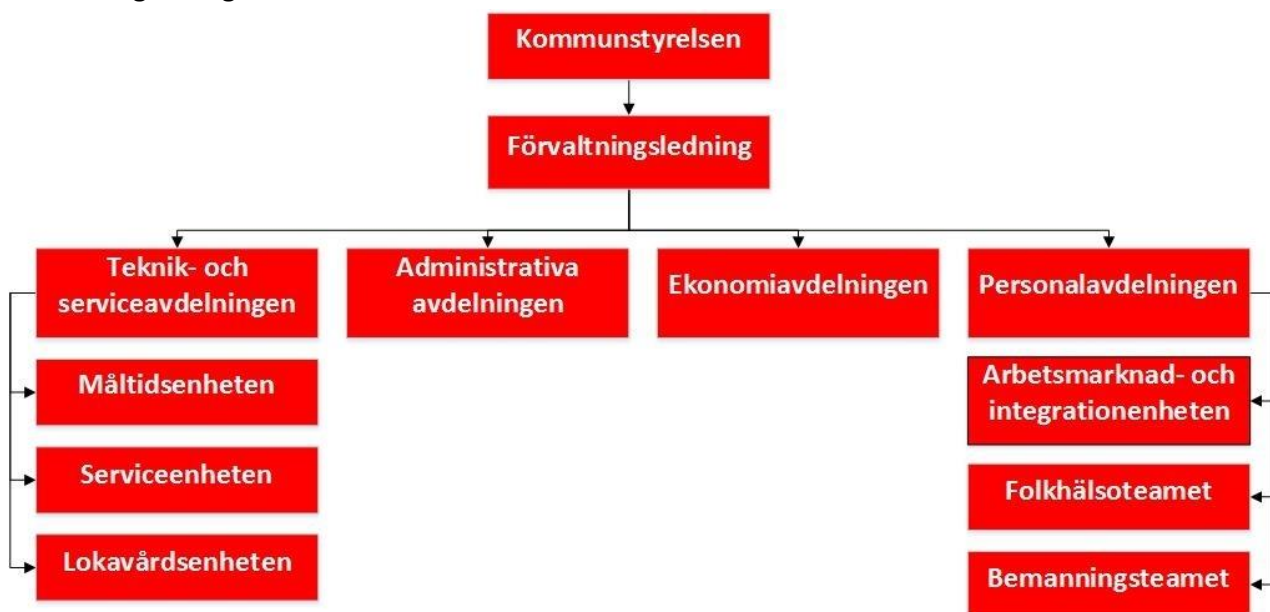 Kommunstyrelsen
Förvaltningsledning
Teknik- och
serviceavdelningen
Administrativa
avdelningen
Ekonomiavdelningen
Personalavdelningen
Måltidsenheten
Serviceenheten
Lokavårdsenheten
Arbetsmarknad- och
integrationenheten
Folkhälsoteamet
Bemanningsteamet